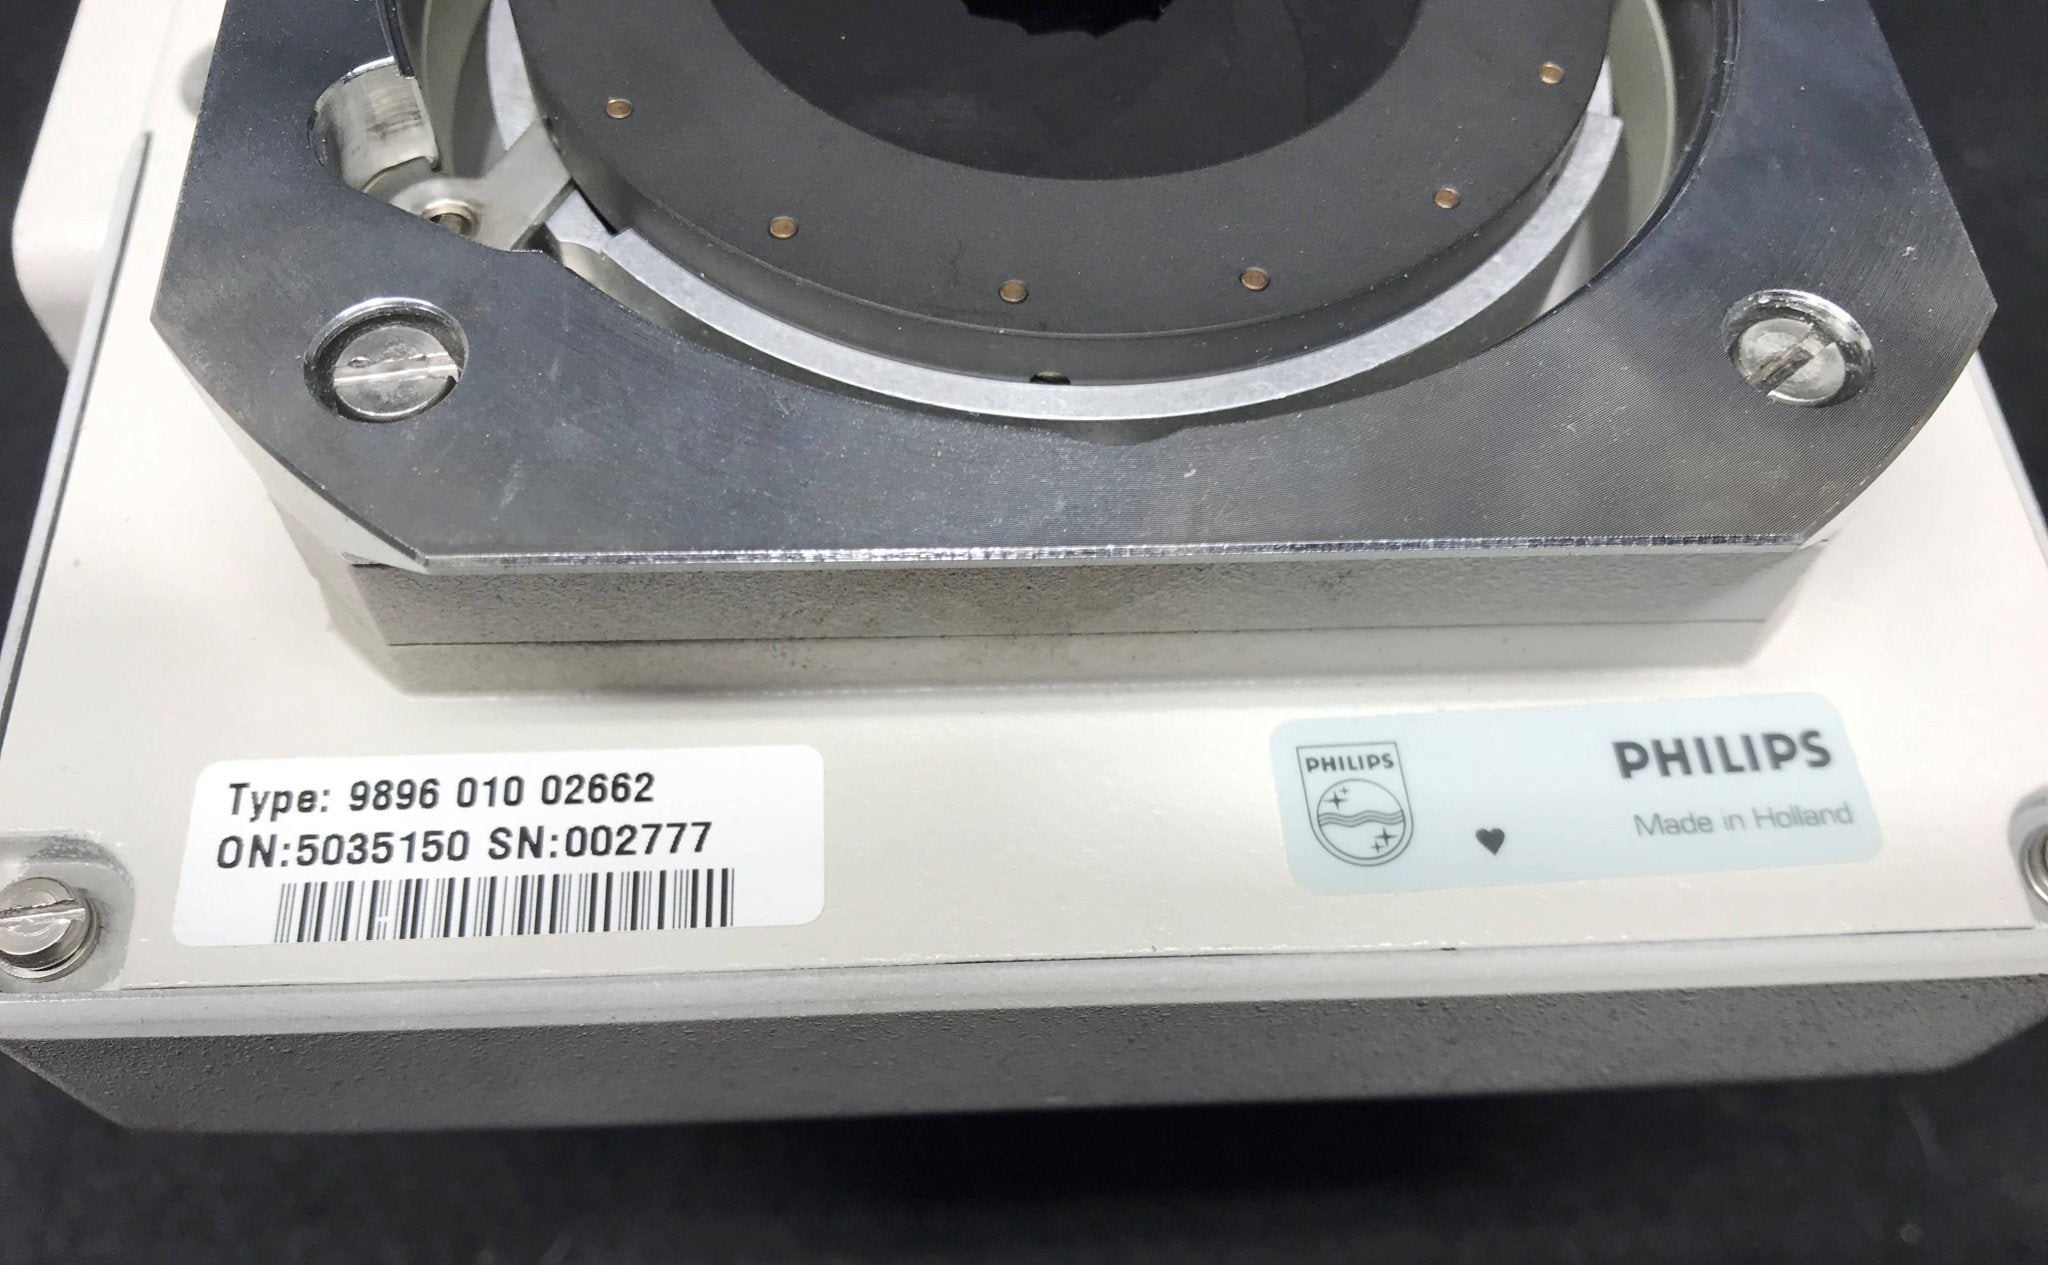 Type: 9896 010 02662
ON:5035150 SN:002777
PHILIPS
PHILIPS
Made in Holland